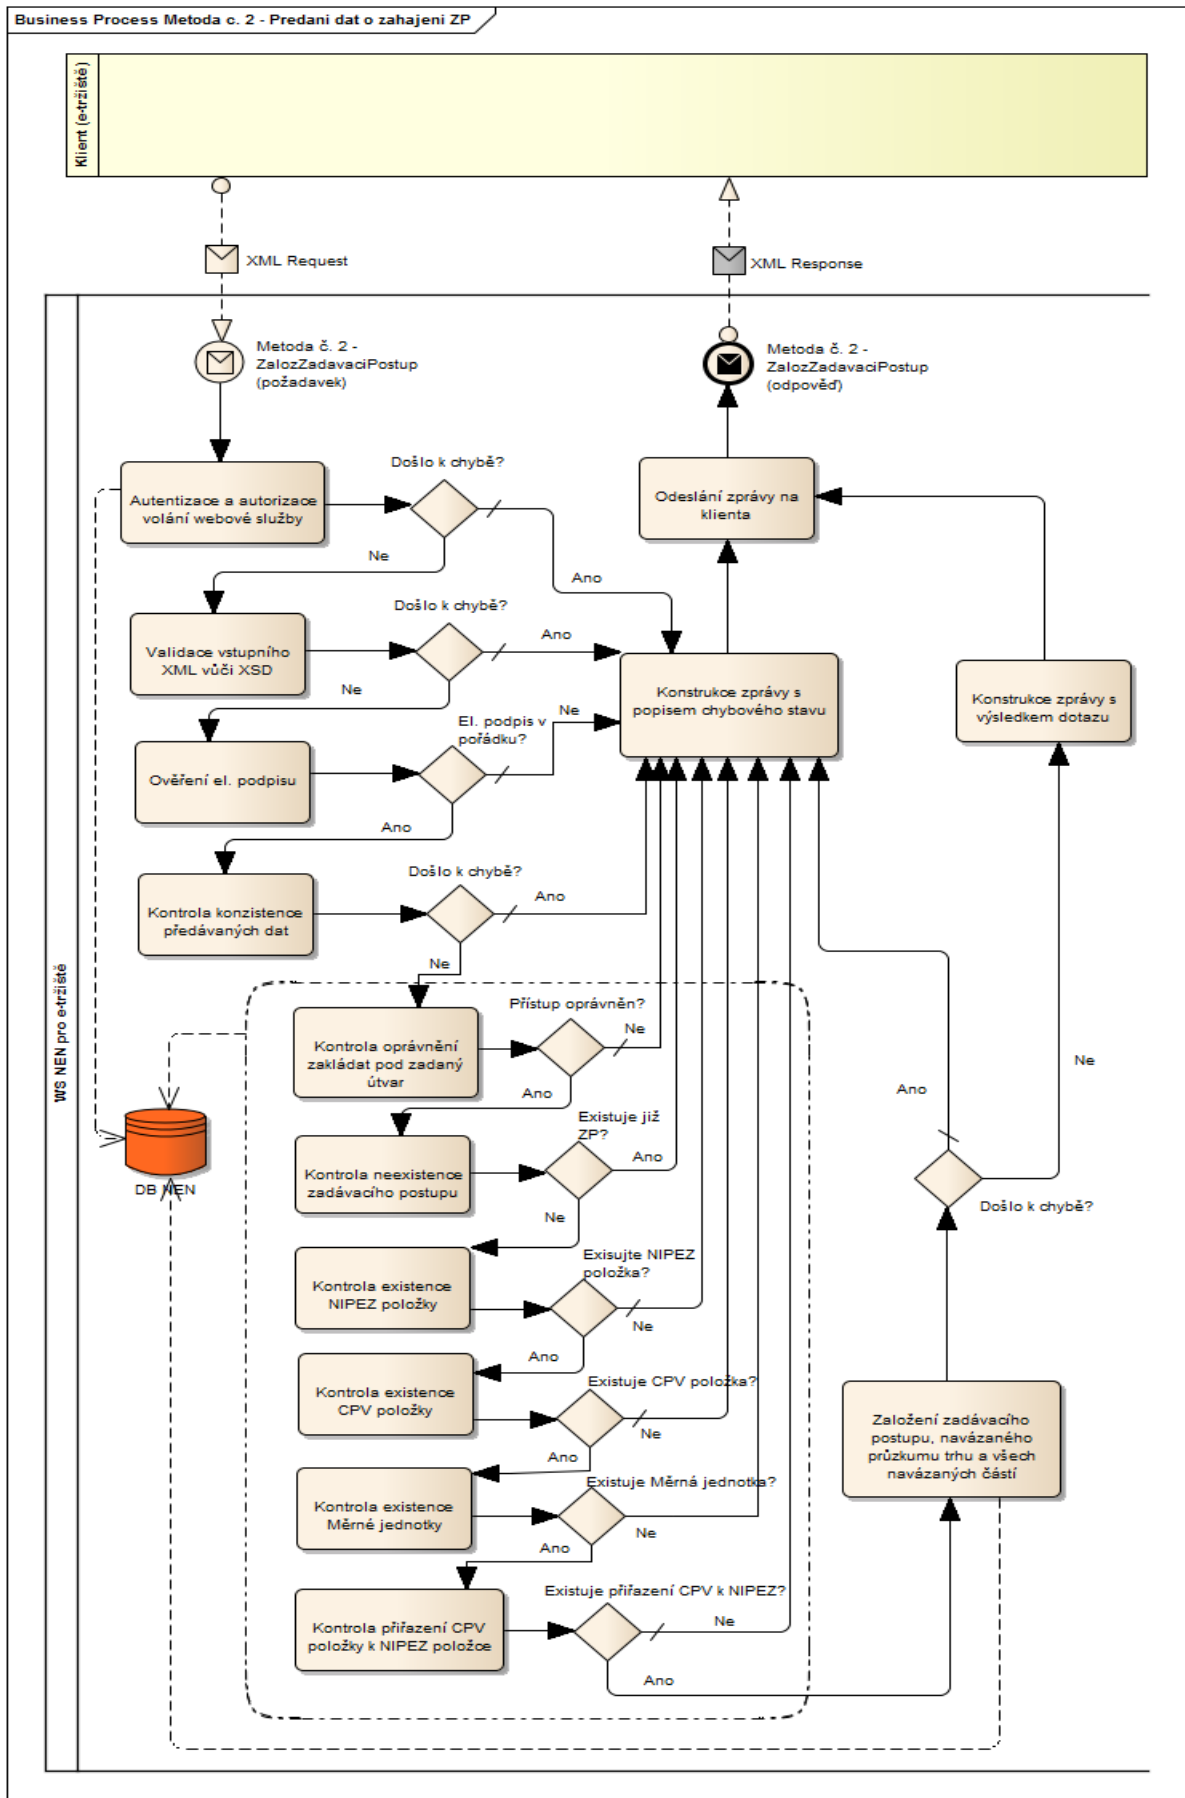 Business Process Metoda c. 2 - Predani dat o zahajeni ZP
Klient (e-tržiště)
XML Request
XML Response
WS NEN pro e-tržiště
Metoda č. 2 -
ZalozZadavaciPostup
(požadavek)
Metoda č. 2 -
ZalozZadavaciPostup
(odpověď)
Autentizace a autorizace
volání webové služby
Došlo k chybě?
Odeslání zprávy na
klienta
Ne
Ano
Validace vstupního
XML vůči XSD
Došlo k chybě?
Ano
Ne
Konstrukce zprávy s
popisem chybového stavu
Konstrukce zprávy s
výsledkem dotazu
Ověření el. podpisu
El. podpis v
pořádku?
Ne
Ano
Kontrola konzistence
předávaných dat
Došlo k chybě?
Ano
Ne
Kontrola oprávnění
zakládat pod zadaný
útvar
Přístup oprávněn?
Ne
Ano
Ano
Ne
Kontrola neexistence
zadávacího postupu
Existuje již
ZP?
Ano
Ne
DB NEN
Došlo k chybě?
Kontrola existence
NIPEZ položky
Exisujte NIPEZ
položka?
Ne
Ano
Kontrola existence
CPV položky
Existuje CPV položka?
Ne
Ano
Založení zadávacího
postupu, navázaného
průzkumu trhu a všech
navázaných částí
Kontrola existence
Měrné jednotky
Existuje Měrná jednotka?
Ne
Ano
Kontrola přiřazení CPV
položky k NIPEZ položce
Existuje přiřazení CPV k NIPEZ?
Ne
Ano